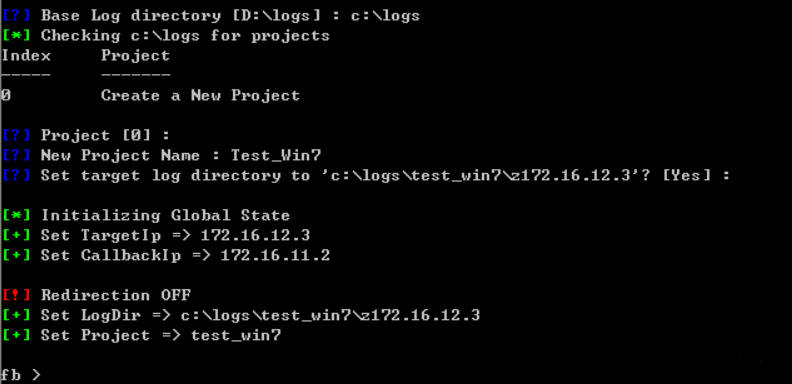 [?] Base Log directory [D:\logs] : c:\logs
[*] Checking c:\logs for projects
Index     Project
-----     -------
0         Create a New Project
[?] Project [0] :
[?] New Project Name : Test_Win7
[?] Set target log directory to 'c:\logs\test_win7\z172.16.12.3'? [Yes] :
[*] Initializing Global State
[+] Set TargetIp => 172.16.12.3
[+] Set CallbackIp => 172.16.11.2
[!] Redirection OFF
[+] Set LogDir => c:\logs\test_win7\z172.16.12.3
[+] Set Project => test_win7
fb >